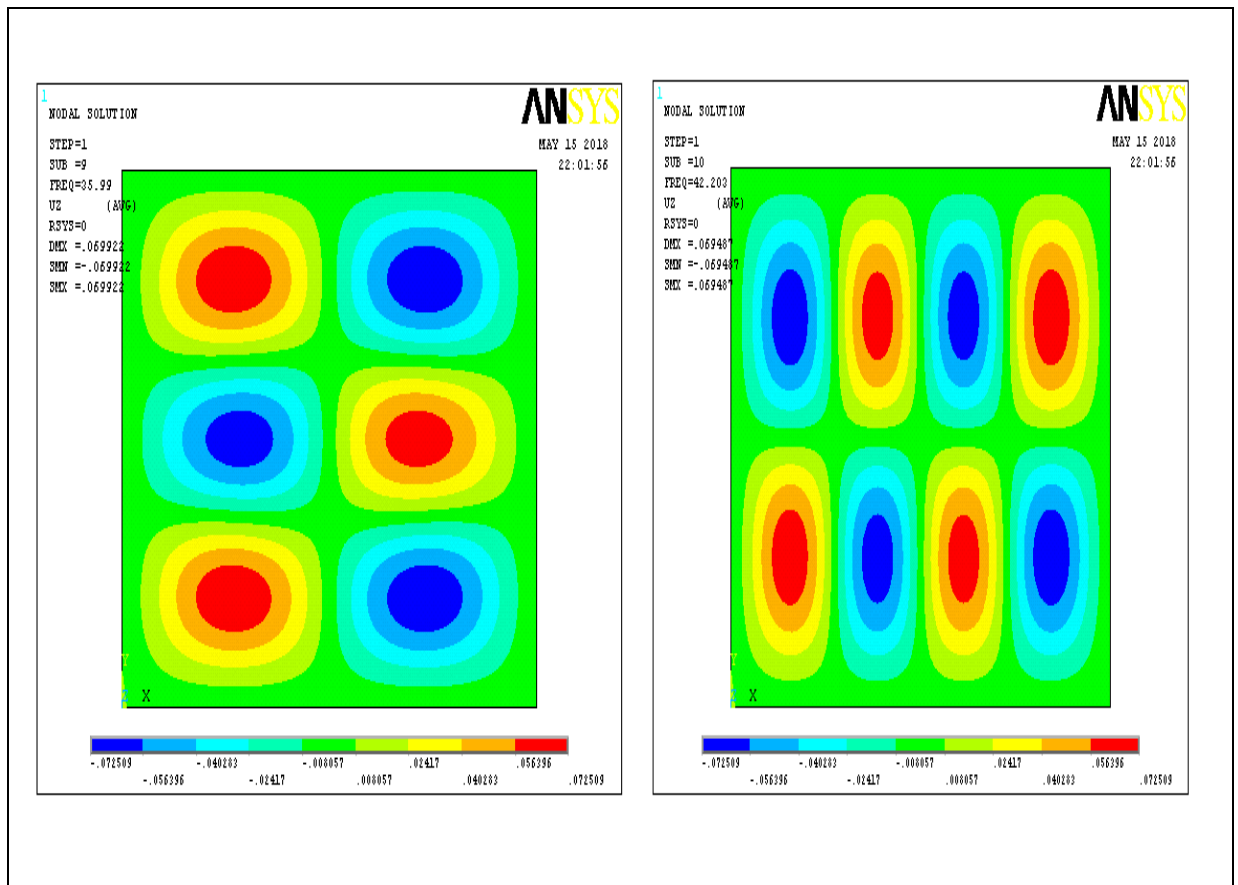 1
NODAL SOLUTION
ANSYS
STEP=1
MAY 15 2018
SUB =9
22:01:56
FREQ=35.99
UZ (AVG)
RSYS=0
DMX =.069922
SMN =-.069922
SMX =.069922
Y
Z X
-.072509 -.040283 -.008057 .02417 .056396
-.056396 -.02417 .008057 .040283 .072509
1
NODAL SOLUTION
ANSYS
STEP=1
MAY 15 2018
SUB =10
22:01:56
FREQ=42.203
UZ (AVG)
RSYS=0
DMX =.069487
SMN =-.069487
SMX =.069487
Y
Z X
-.072509 -.040283 -.008057 .02417 .056396
-.056396 -.02417 .008057 .040283 .072509